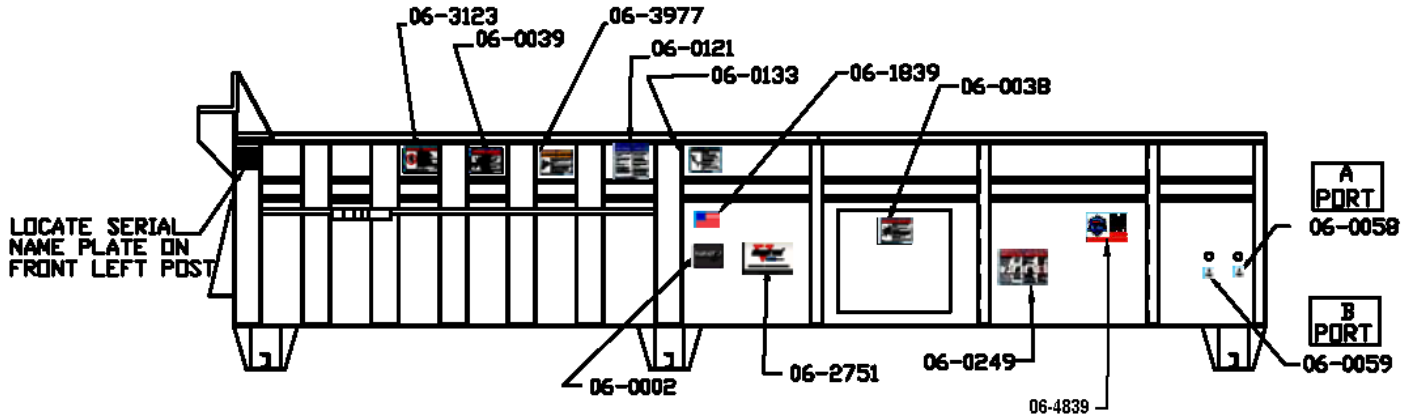 06-3123
06-3977
06-0039
06-0121
06-0133
06-1839
06-0038
A
PORT
06-0058
LOCATE SERIAL
NAME PLATE ON
FRONT LEFT POST
B
PORT
06-0059
06-0002
06-2751
06-0249
06-4839